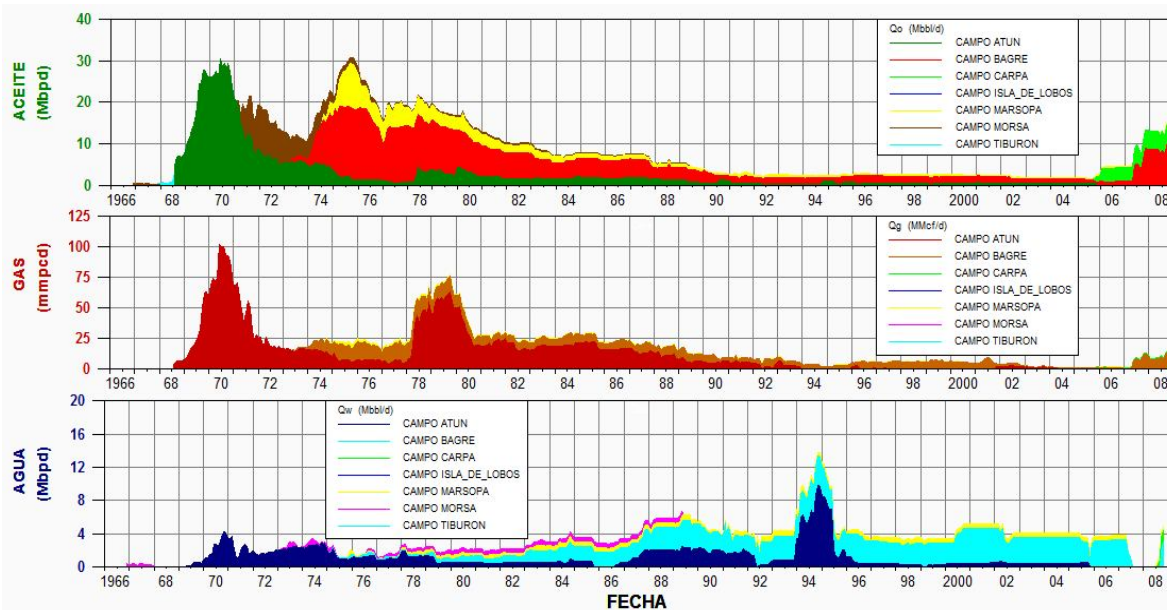 40
30
20
10
0
ACEITE
(Mbpd)
Qo (Mbbl/d)
CAMPO ATUN
CAMPO BAGRE
CAMPO CARPA
CAMPO ISLA_DE_LOBOS
CAMPO MARSOPA
CAMPO MORSA
CAMPO TIBURON
1966 68 70 72 74 76 78 80 82 84 86 88 90 92 94 96 98 2000 02 04 06 08
125
100
75
50
25
0
GAS
(mmpcd)
Qg (MMcf/d)
CAMPO ATUN
CAMPO BAGRE
CAMPO CARPA
CAMPO ISLA_DE_LOBOS
CAMPO MARSOPA
CAMPO MORSA
CAMPO TIBURON
1966 68 70 72 74 76 78 80 82 84 86 88 90 92 94 96 98 2000 02 04 06 08
20
16
12
8
4
0
AGUA
(Mbpd)
Qw (Mbbl/d)
CAMPO ATUN
CAMPO BAGRE
CAMPO CARPA
CAMPO ISLA_DE_LOBOS
CAMPO MARSOPA
CAMPO MORSA
CAMPO TIBURON
1966 68 70 72 74 76 78 80 82 84 86 88 90 92 94 96 98 2000 02 04 06 08
FECHA